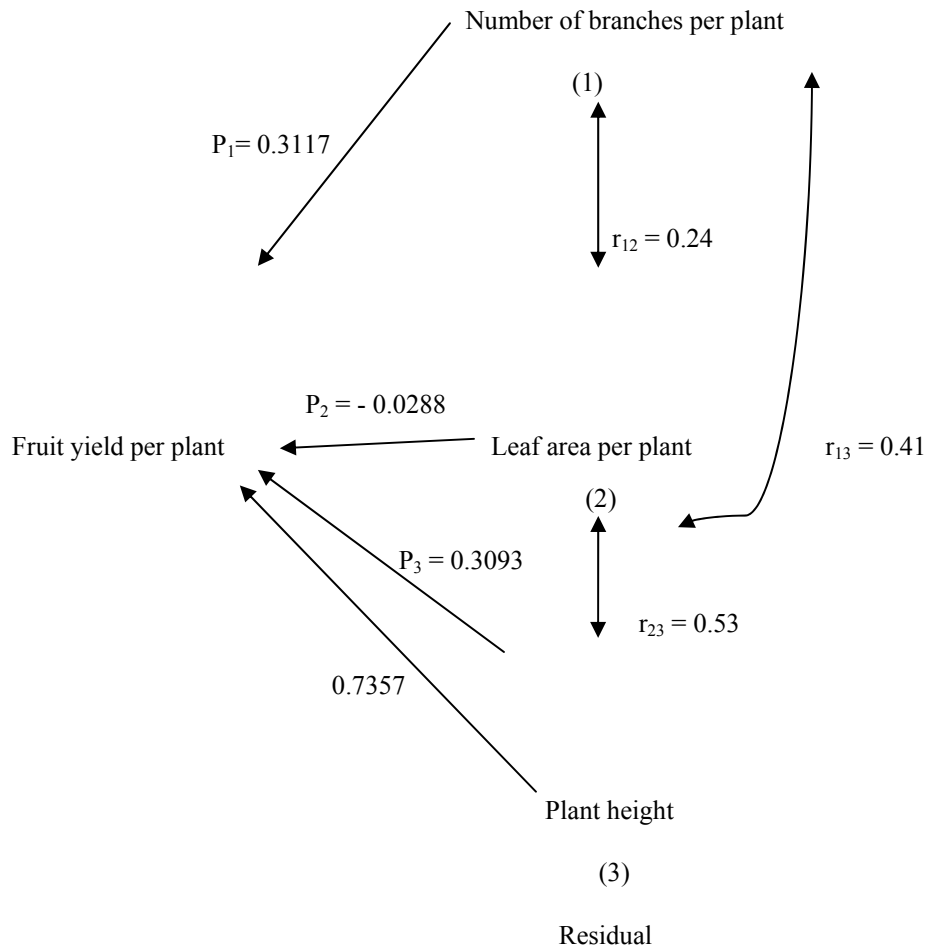 Number of branches per plant
(1)
P₁= 0.3117
r₁₂ = 0.24
P₂ = - 0.0288
Fruit yield per plant
Leaf area per plant
r₁₃ = 0.41
(2)
P₃ = 0.3093
r₂₃ = 0.53
0.7357
Plant height
(3)
Residual